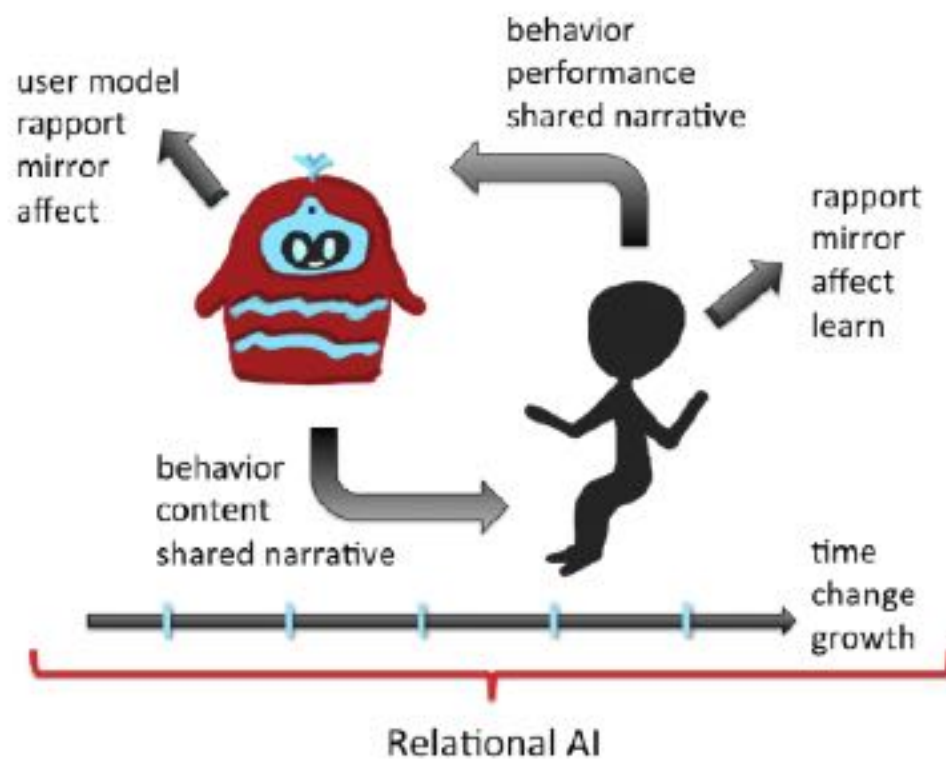 behavior
performance
shared narrative
user model
rapport
mirror
affect
rapport
mirror
affect
learn
behavior
content
shared narrative
time
change
growth
Relational AI